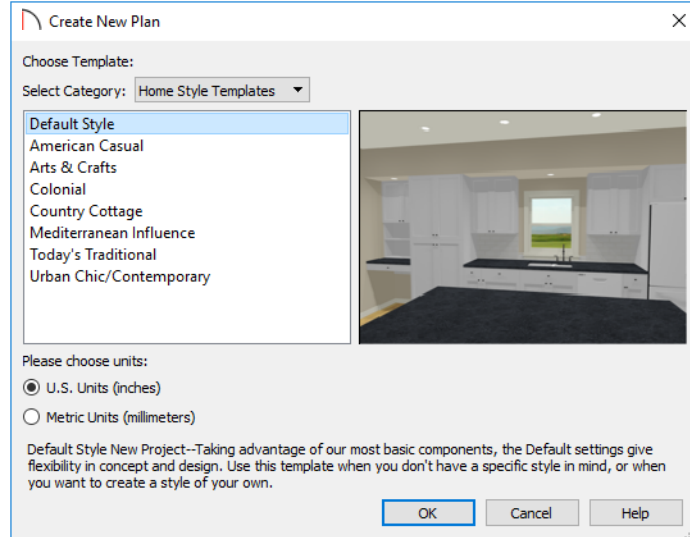 Create New Plan
Choose Template:
Select Category: Home Style Templates
Default Style
American Casual
Arts & Crafts
Colonial
Country Cottage
Mediterranean Influence
Today's Traditional
Urban Chic/Contemporary
Please choose units:
U.S. Units (inches)
Metric Units (millimeters)
Default Style New Project--Taking advantage of our most basic components, the Default settings give
flexibility in concept and design. Use this template when you don't have a specific style in mind, or when
you want to create a style of your own.
OK Cancel Help